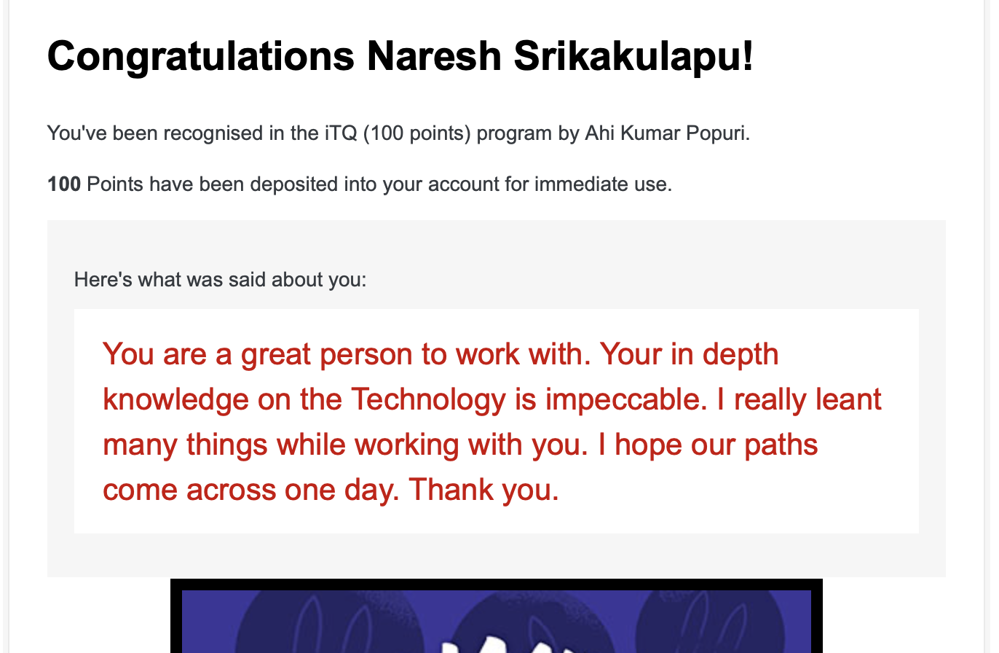 Congratulations Naresh Srikakulapu!
You've been recognised in the iTQ (100 points) program by Ahi Kumar Popuri.
100 Points have been deposited into your account for immediate use.
Here's what was said about you:
You are a great person to work with. Your in depth
knowledge on the Technology is impeccable. I really leant
many things while working with you. I hope our paths
come across one day. Thank you.